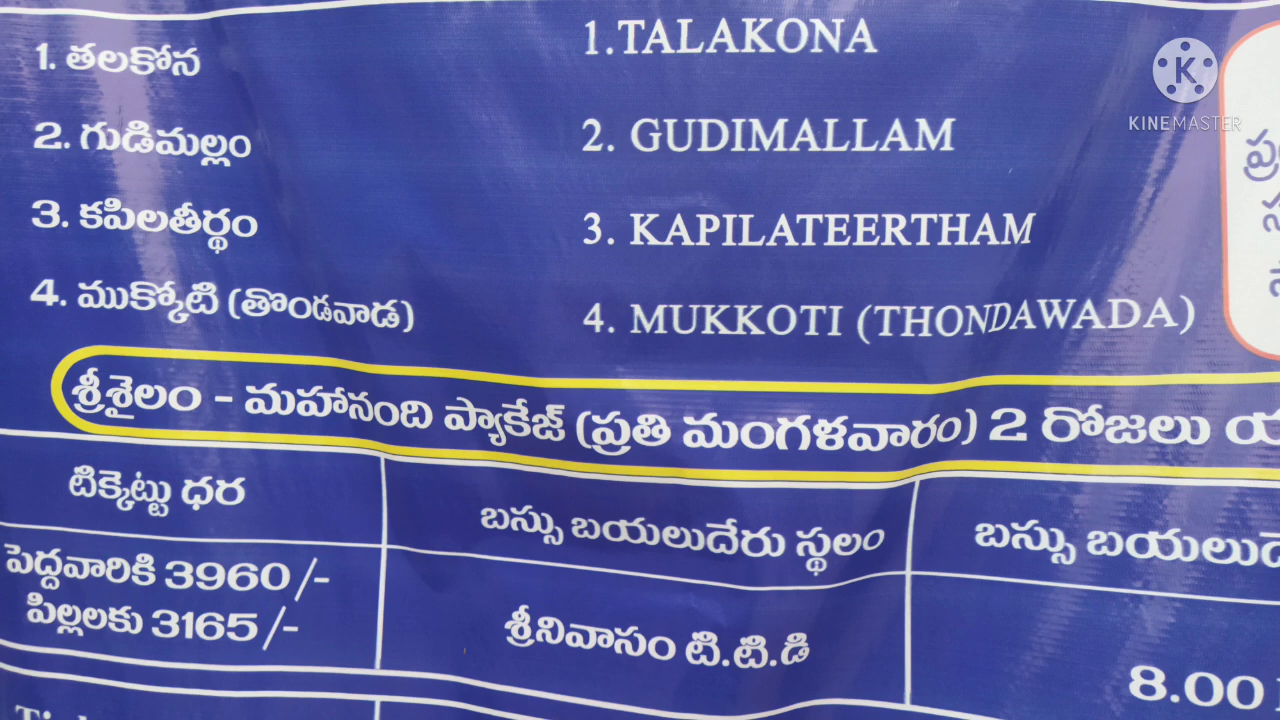 1. తలకోన
1.TALAKONA
2. గుడిమల్లం
2. GUDIMALLAM
3. కపిలతీర్థం
3. KAPILATEERTHAM
4. ముక్కోటి (తొండవాడ)
4. MUKKOTI (THONDAWADA)
శ్రీశైలం - మహానంది ప్యాకేజ్ (ప్రతి మంగళవారం) 2 రోజులు
టిక్కెట్టు ధర
బస్సు బయలుదేరు స్థలం
బస్సు
పెద్దవారికి 3960/-
పిల్లలకు 3165/-
శ్రీనివాసం టి.టి.డి
8.00
KINEMASTER